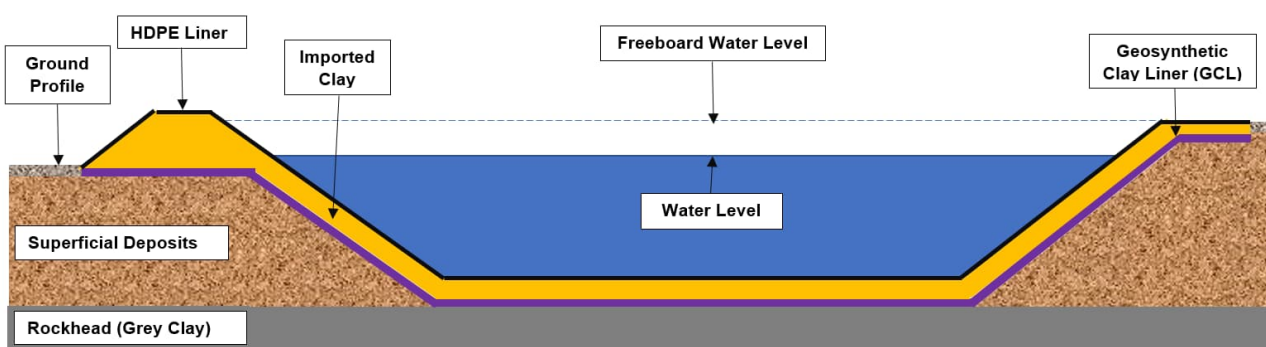 HDPE Liner
Freeboard Water Level
Geosynthetic
Clay Liner (GCL)
Ground
Profile
Imported
Clay
Water Level
Superficial Deposits
Rockhead (Grey Clay)